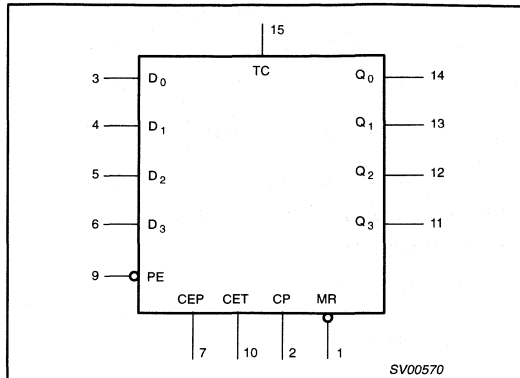 15
TC
3 D0 Q0 14
4 D1 Q1 13
5 D2 Q2 12
6 D3 Q3 11
9 PE
CEP CET CP MR
7 10 2 1
SV00570